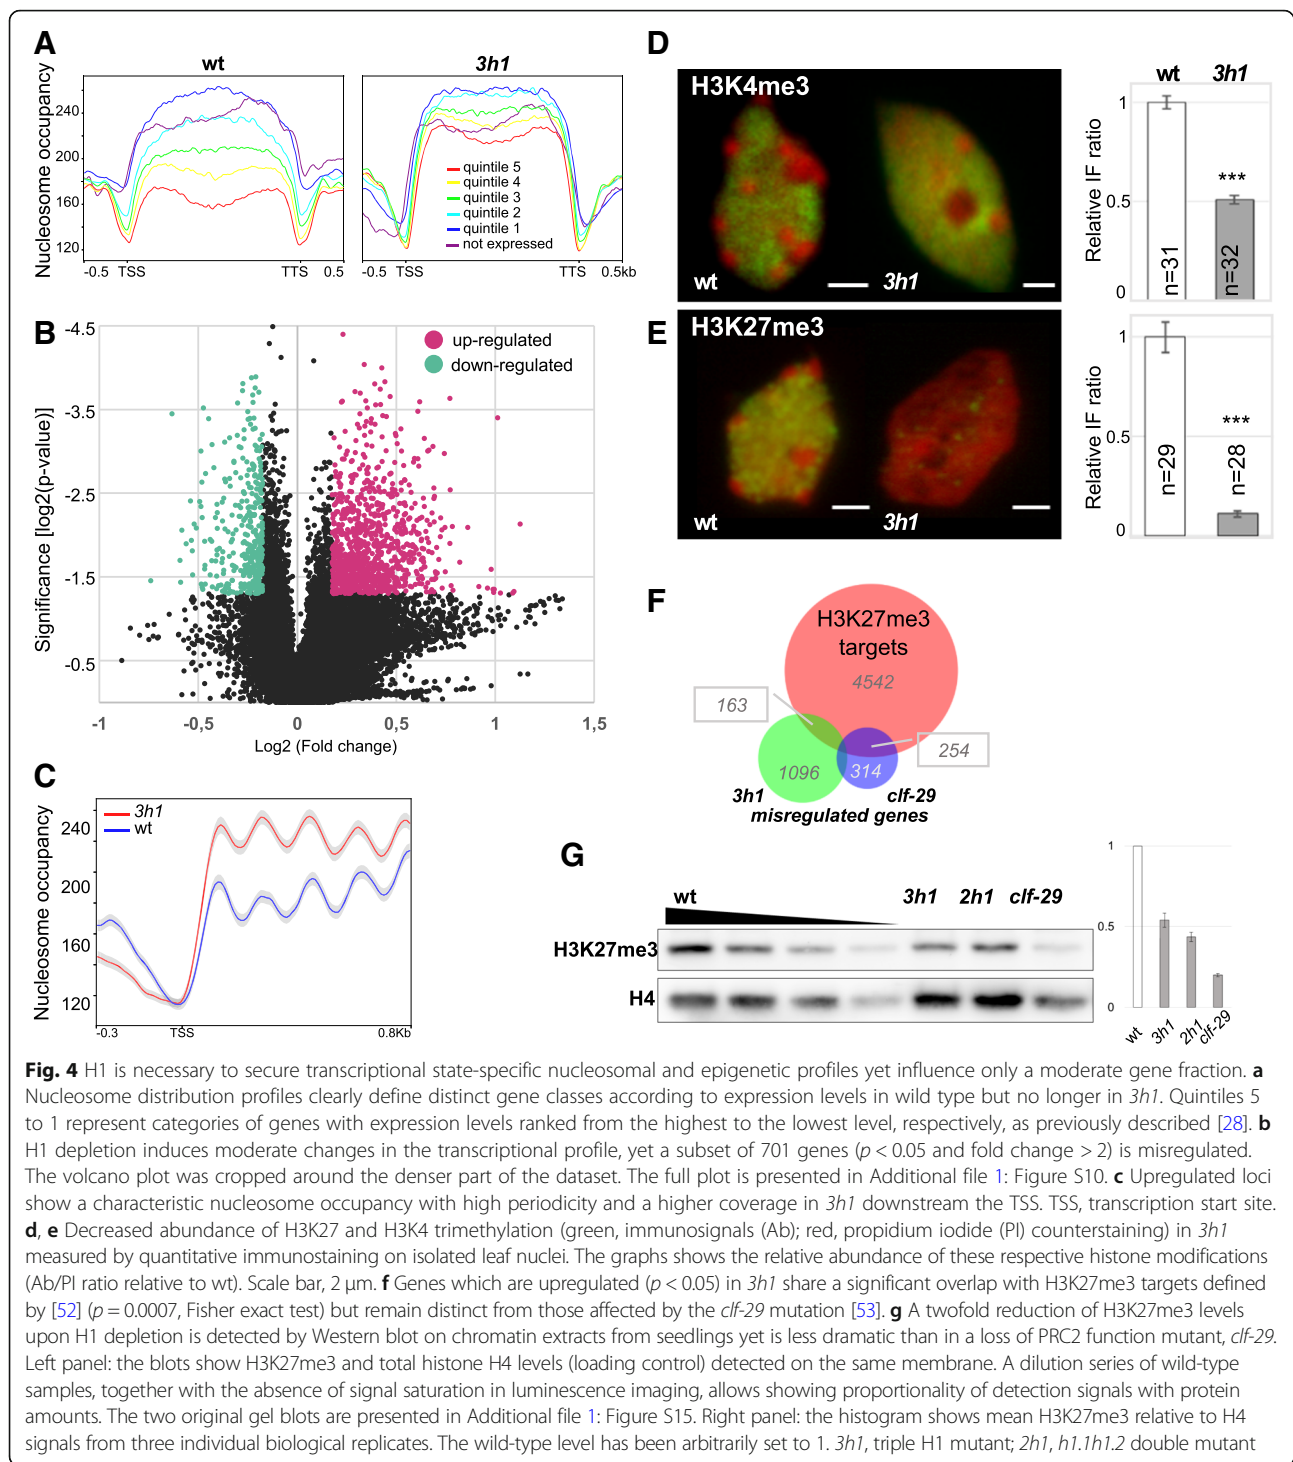 A
wt
3h1
Nucleosome occupancy
240
200
160
120
-0.5
TSS
TTS
0.5
-0.5
TSS
TTS
0.5kb
quintile 5
quintile 4
quintile 3
quintile 2
quintile 1
not expressed
B
Significance [log2(p-value)]
-4.5
-3.5
-2.5
-1.5
-0.5
up-regulated
down-regulated
-1
-0,5
0
0,5
1
1,5
Log2 (Fold change)
C
Nucleosome occupancy
240
200
160
120
3h1
wt
-0.3
TSS
0.8Kb
D
H3K4me3
wt
3h1
wt
3h1
Relative IF ratio
1
0.5
0
***
n=31
n=32
E
H3K27me3
wt
3h1
Relative IF ratio
1
0.5
0
***
n=29
n=28
F
H3K27me3
targets
4542
163
254
1096
314
3h1
clf-29
misregulated genes
G
wt
3h1
2h1
clf-29
H3K27me3
H4
1
0.5
0
wt
3h1
2h1
clf-29
Fig. 4 H1 is necessary to secure transcriptional state-specific nucleosomal and epigenetic profiles yet influence only a moderate gene fraction. a
Nucleosome distribution profiles clearly define distinct gene classes according to expression levels in wild type but no longer in 3h1. Quintiles 5
to 1 represent categories of genes with expression levels ranked from the highest to the lowest level, respectively, as previously described [28]. b
H1 depletion induces moderate changes in the transcriptional profile, yet a subset of 701 genes (p < 0.05 and fold change > 2) is misregulated.
The volcano plot was cropped around the denser part of the dataset. The full plot is presented in Additional file 1: Figure S10. c Upregulated loci
show a characteristic nucleosome occupancy with high periodicity and a higher coverage in 3h1 downstream the TSS. TSS, transcription start site.
d, e Decreased abundance of H3K27 and H3K4 trimethylation (green, immunosignals (Ab); red, propidium iodide (PI) counterstaining) in 3h1
measured by quantitative immunostaining on isolated leaf nuclei. The graphs shows the relative abundance of these respective histone modifications
(Ab/PI ratio relative to wt). Scale bar, 2 μm. f Genes which are upregulated (p < 0.05) in 3h1 share a significant overlap with H3K27me3 targets defined
by [52] (p = 0.0007, Fisher exact test) but remain distinct from those affected by the clf-29 mutation [53]. g A twofold reduction of H3K27me3 levels
upon H1 depletion is detected by Western blot on chromatin extracts from seedlings yet is less dramatic than in a loss of PRC2 function mutant, clf-29.
Left panel: the blots show H3K27me3 and total histone H4 levels (loading control) detected on the same membrane. A dilution series of wild-type
samples, together with the absence of signal saturation in luminescence imaging, allows showing proportionality of detection signals with protein
amounts. The two original gel blots are presented in Additional file 1: Figure S15. Right panel: the histogram shows mean H3K27me3 relative to H4
signals from three individual biological replicates. The wild-type level has been arbitrarily set to 1. 3h1, triple H1 mutant; 2h1, h1.1h1.2 double mutant